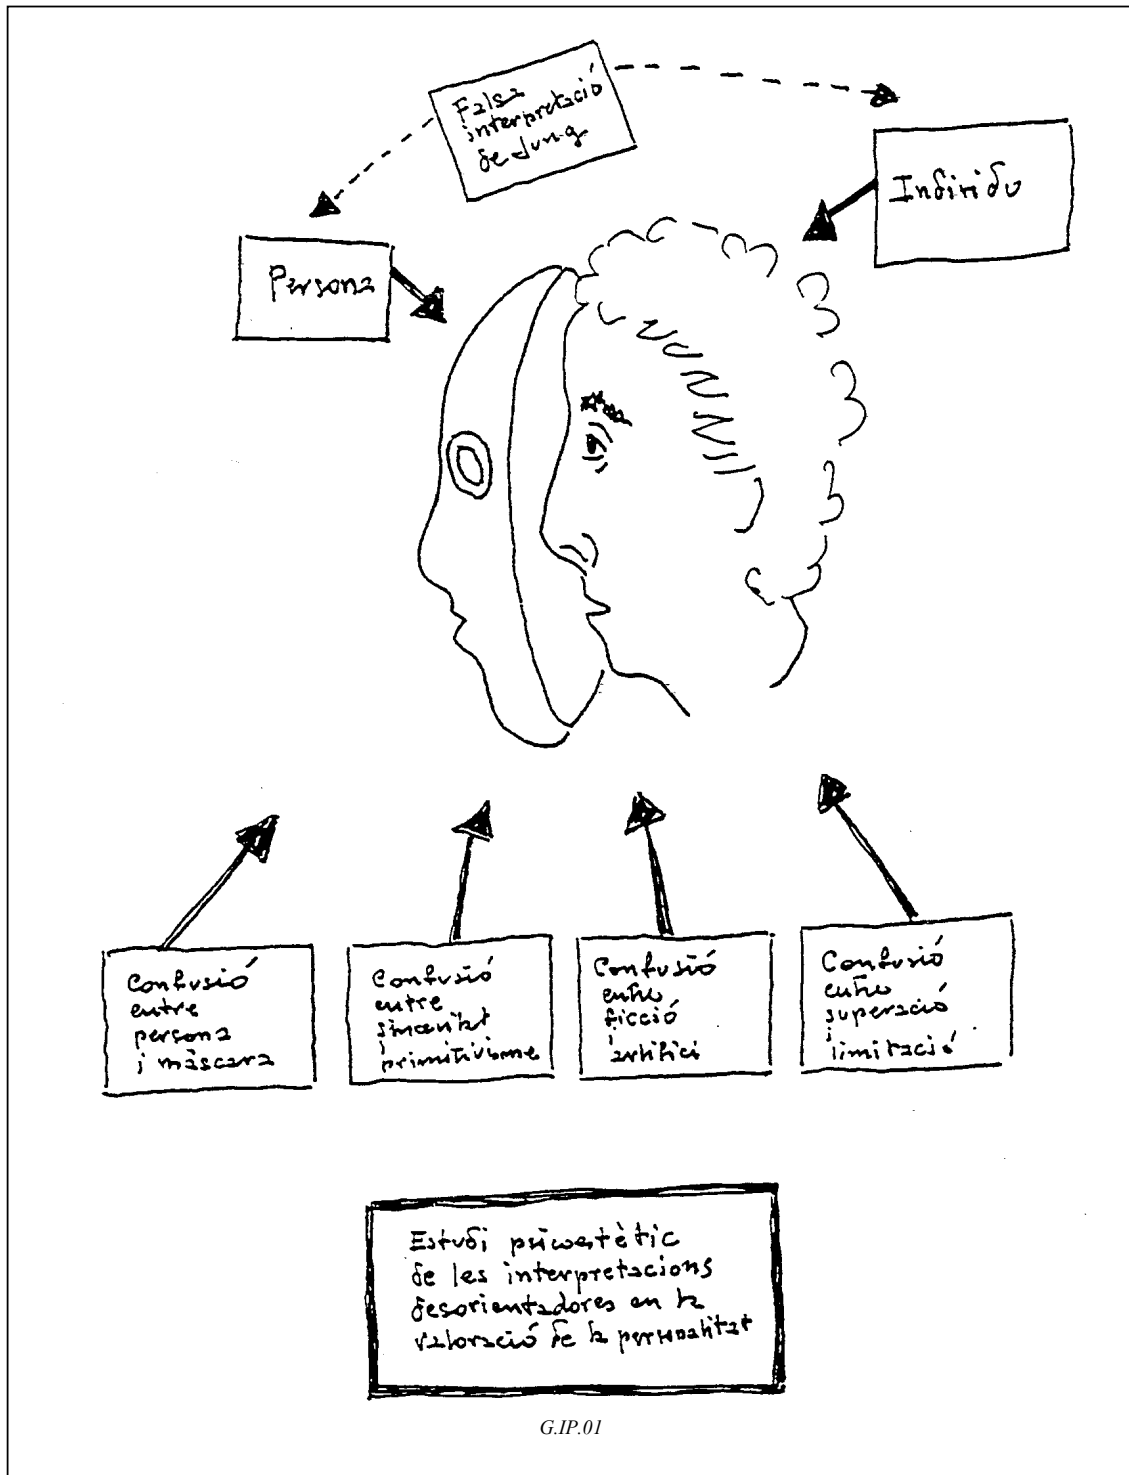 Falsa
interpretació
de Jung
Individu
Persona
Confusió
entre
persona
i màscara
Confusió
entre
sinceritat
i
primitivisme
Confusió
entre
ficció
i
artifici
Confusió
entre
superació
i
limitació
Estudi psicoestètic
de les interpretacions
desorientadores en la
valoració de la personalitat
G.IP.01